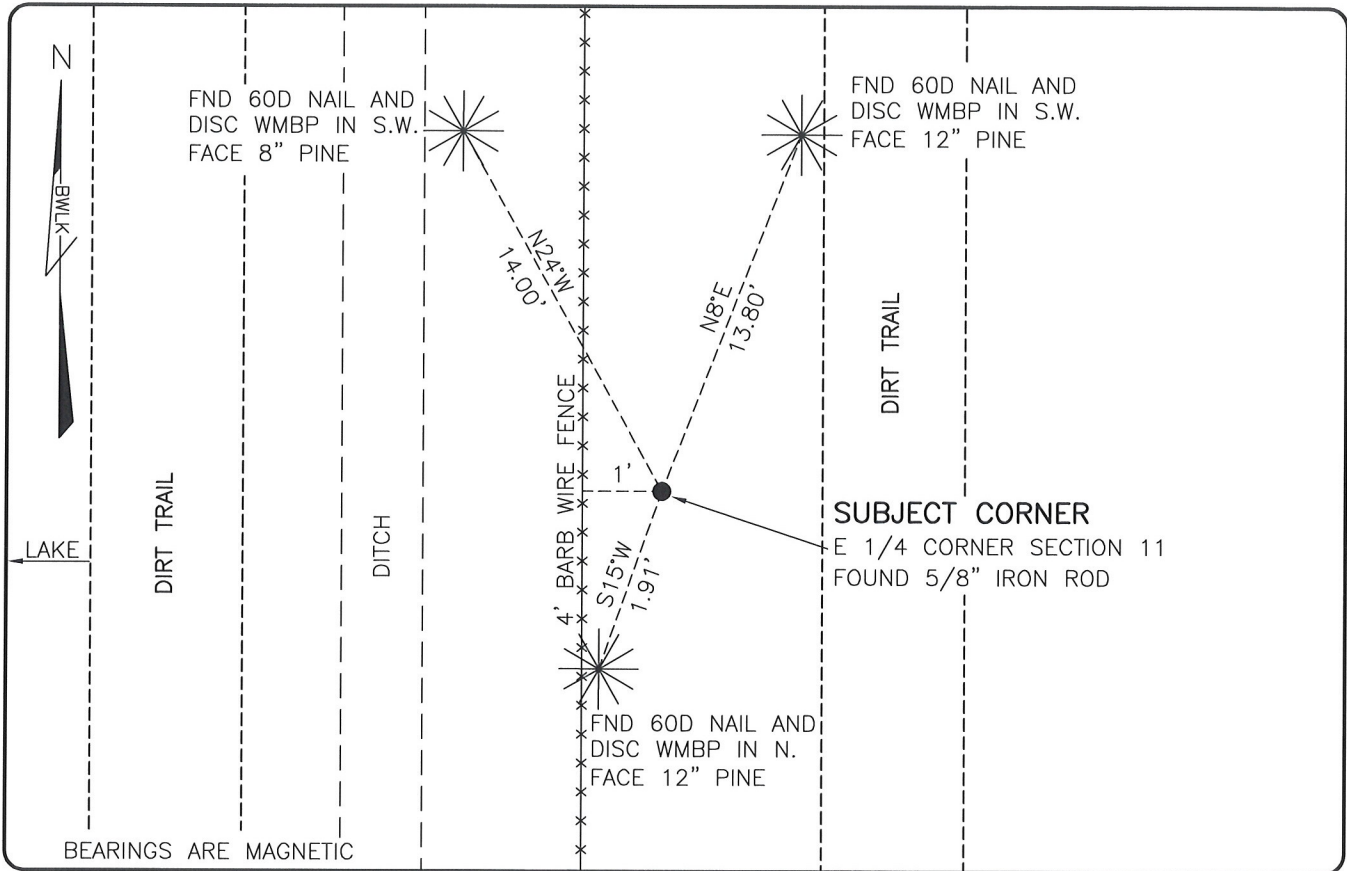 N
BWLK
FND 60D NAIL AND
DISC WMBP IN S.W.
FACE 8" PINE
FND 60D NAIL AND
DISC WMBP IN S.W.
FACE 12" PINE
N24°W
14.00'
N8°E
13.80'
DIRT TRAIL
4' BARB WIRE FENCE
1'
SUBJECT CORNER
E 1/4 CORNER SECTION 11
FOUND 5/8" IRON ROD
LAKE
DIRT TRAIL
DITCH
S15°W
1.91'
FND 60D NAIL AND
DISC WMBP IN N.
FACE 12" PINE
BEARINGS ARE MAGNETIC